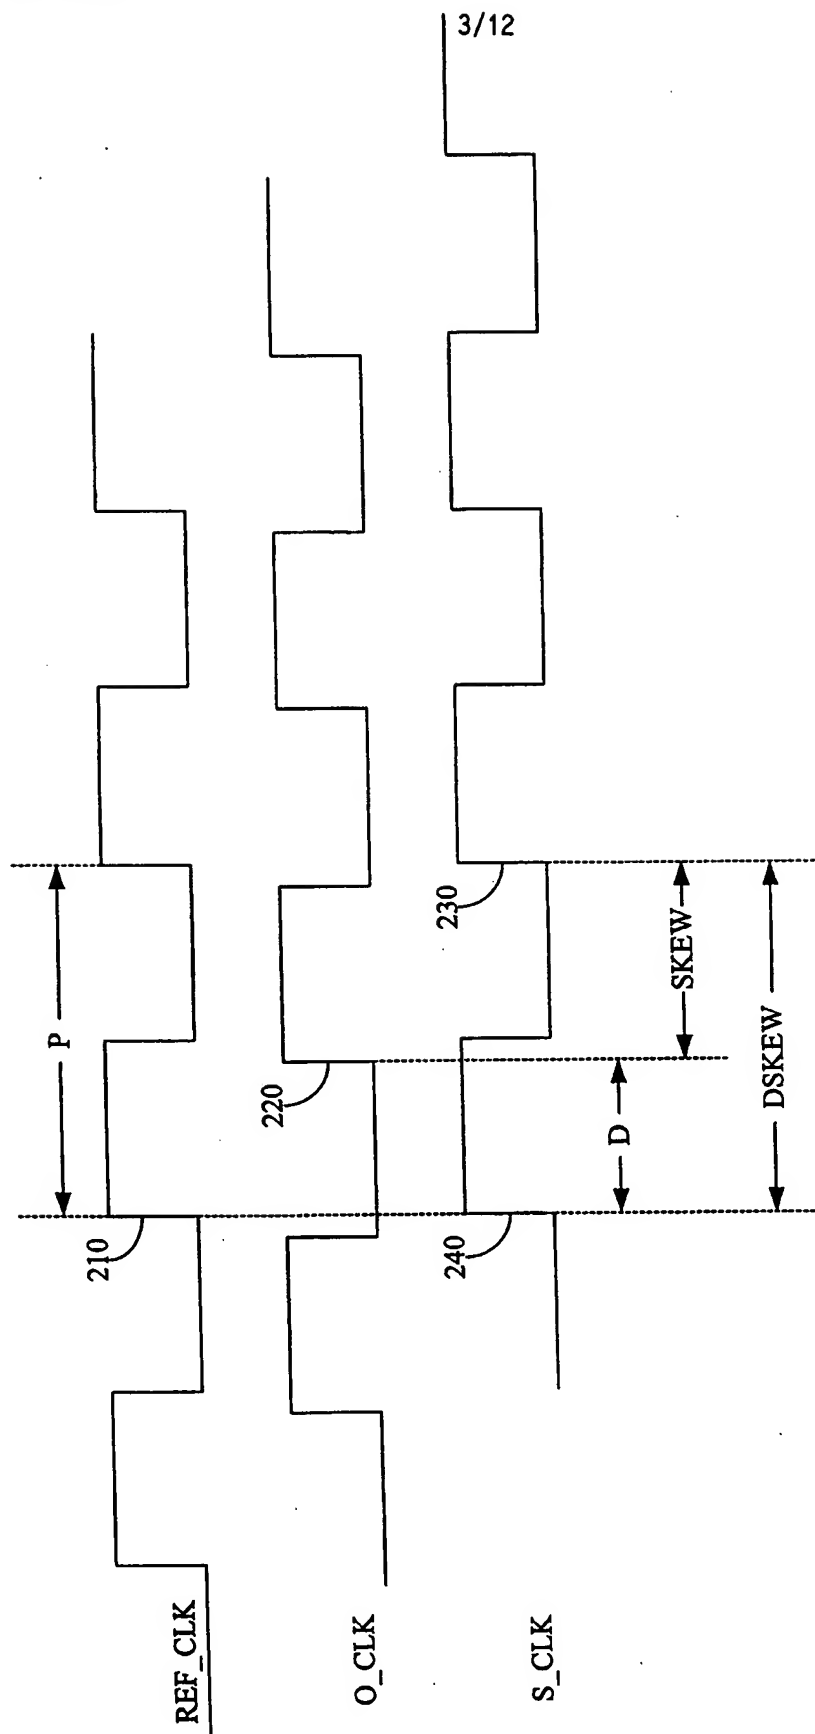 3/12
P
210
REF_CLK
220
O_CLK
230
240
S_CLK
D
SKEW
DSKEW